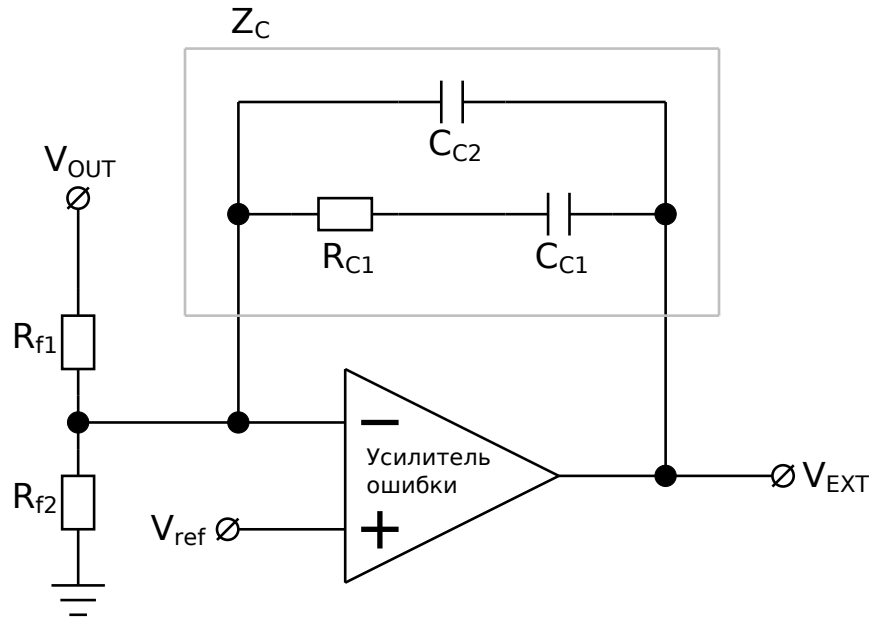 Z_C
C_C2
V_OUT
R_C1
C_C1
R_f1
Усилитель
ошибки
R_f2
V_EXT
V_ref